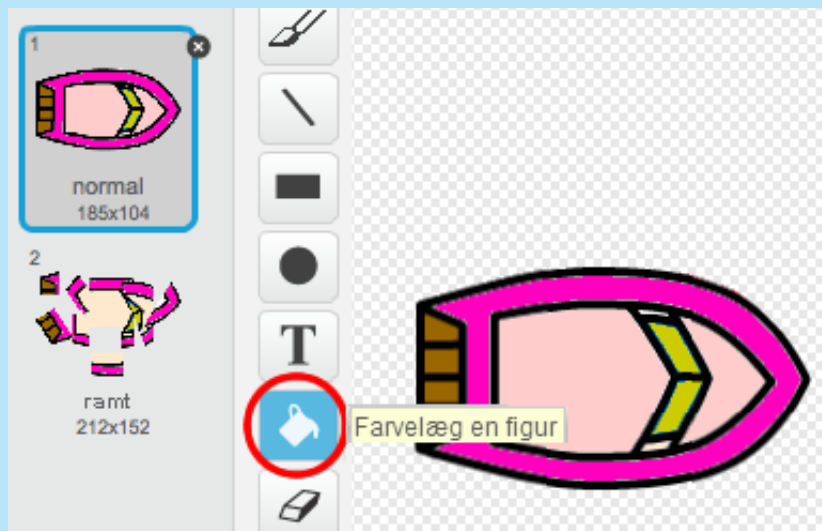 1
normal
185x104
2
ramt
212x152
T
Farvelæg en figur